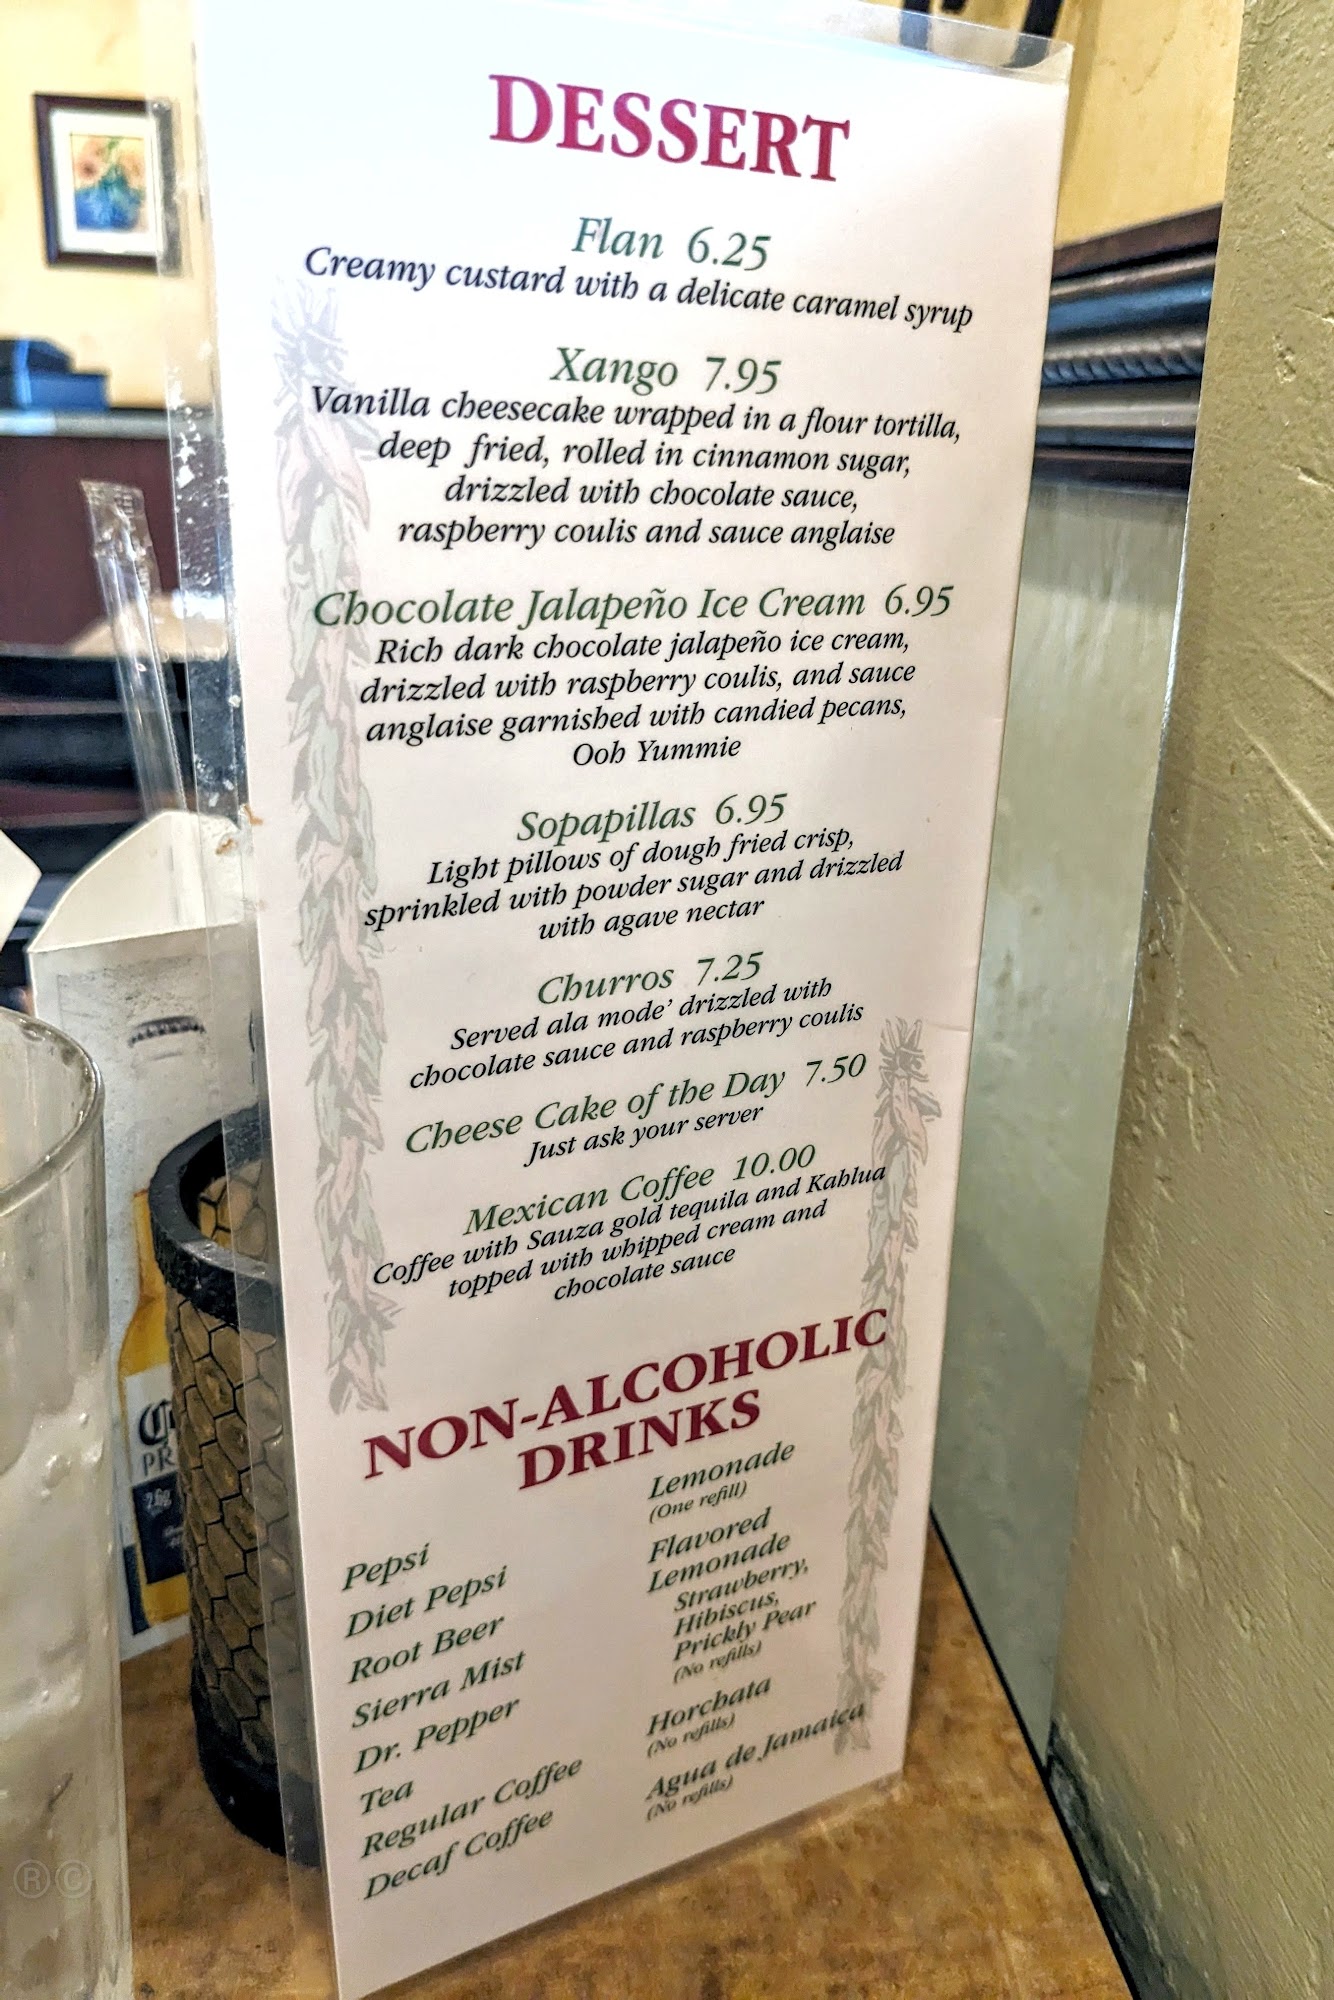 DESSERT
Flan 6.25
Creamy custard with a delicate caramel syrup
Xango 7.95
Vanilla cheesecake wrapped in a flour tortilla,
deep fried, rolled in cinnamon sugar,
drizzled with chocolate sauce,
raspberry coulis and sauce anglaise
Chocolate Jalapeño Ice Cream 6.95
Rich dark chocolate jalapeño ice cream,
drizzled with raspberry coulis, and sauce
anglaise garnished with candied pecans,
Ooh Yummie
Sopapillas 6.95
Light pillows of dough fried crisp,
sprinkled with powder sugar and drizzled
with agave nectar
Churros 7.25
Served ala mode' drizzled with
chocolate sauce and raspberry coulis
Cheese Cake of the Day 7.50
Just ask your server
Mexican Coffee 10.00
Coffee with Sauza gold tequila and Kahlua
topped with whipped cream and
chocolate sauce
NON-ALCOHOLIC
DRINKS
Pepsi
Diet Pepsi
Root Beer
Sierra Mist
Dr. Pepper
Tea
Regular Coffee
Decaf Coffee
Lemonade
(One refill)
Flavored
Lemonade
Strawberry,
Hibiscus,
Prickly Pear
(No refills)
Horchata
(No refills)
Agua de Jamaica
(No refills)
PR
2.6g
®©